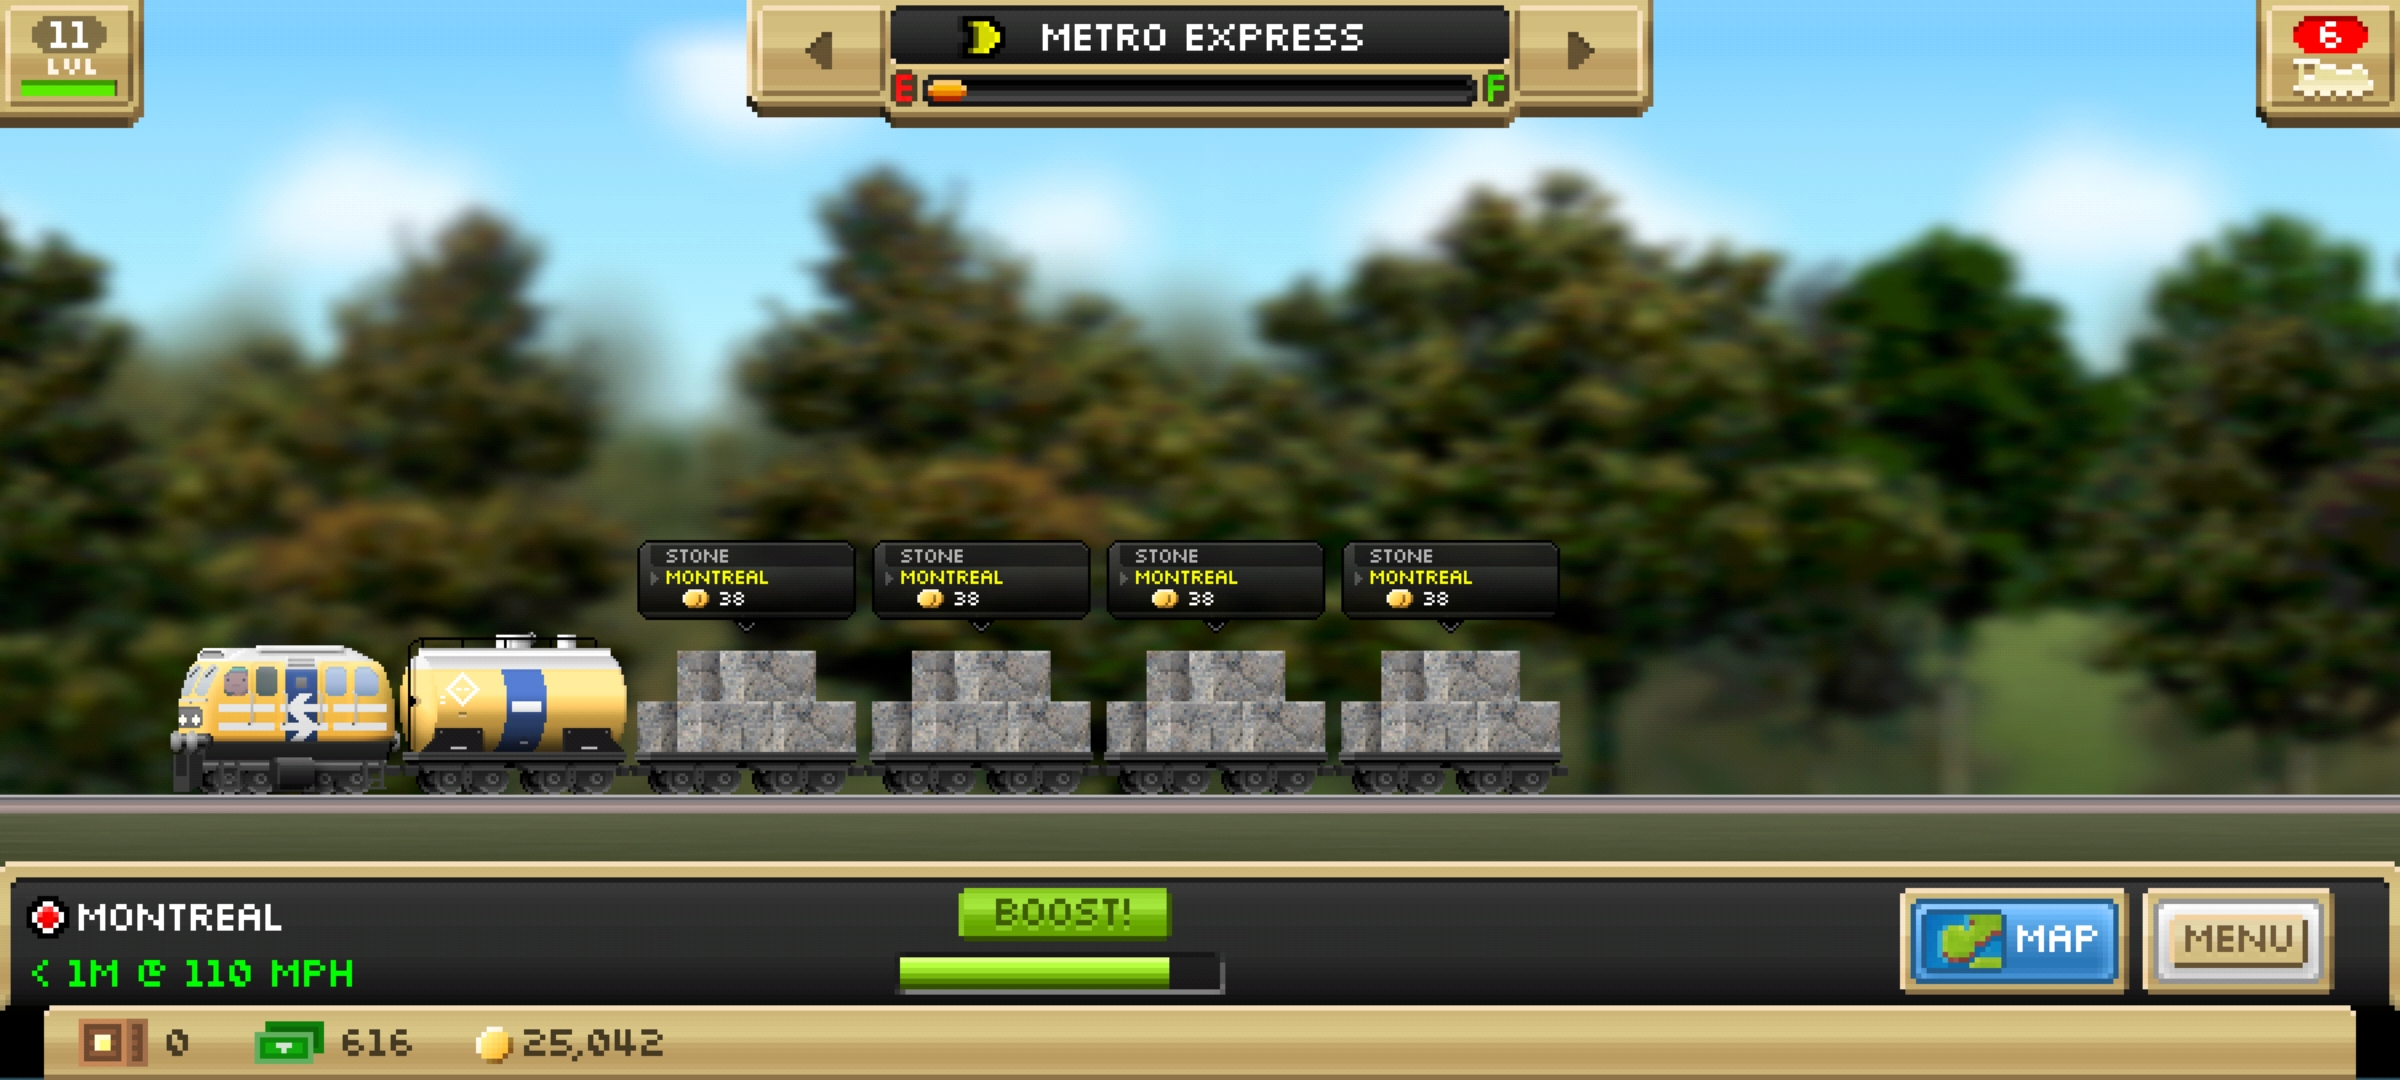 11
LVL
METRO EXPRESS
E F
6
STONE
MONTREAL
38
STONE
MONTREAL
38
STONE
MONTREAL
38
STONE
MONTREAL
38
MONTREAL
< 1M @ 110 MPH
BOOST!
MAP
MENU
0
616
25,042